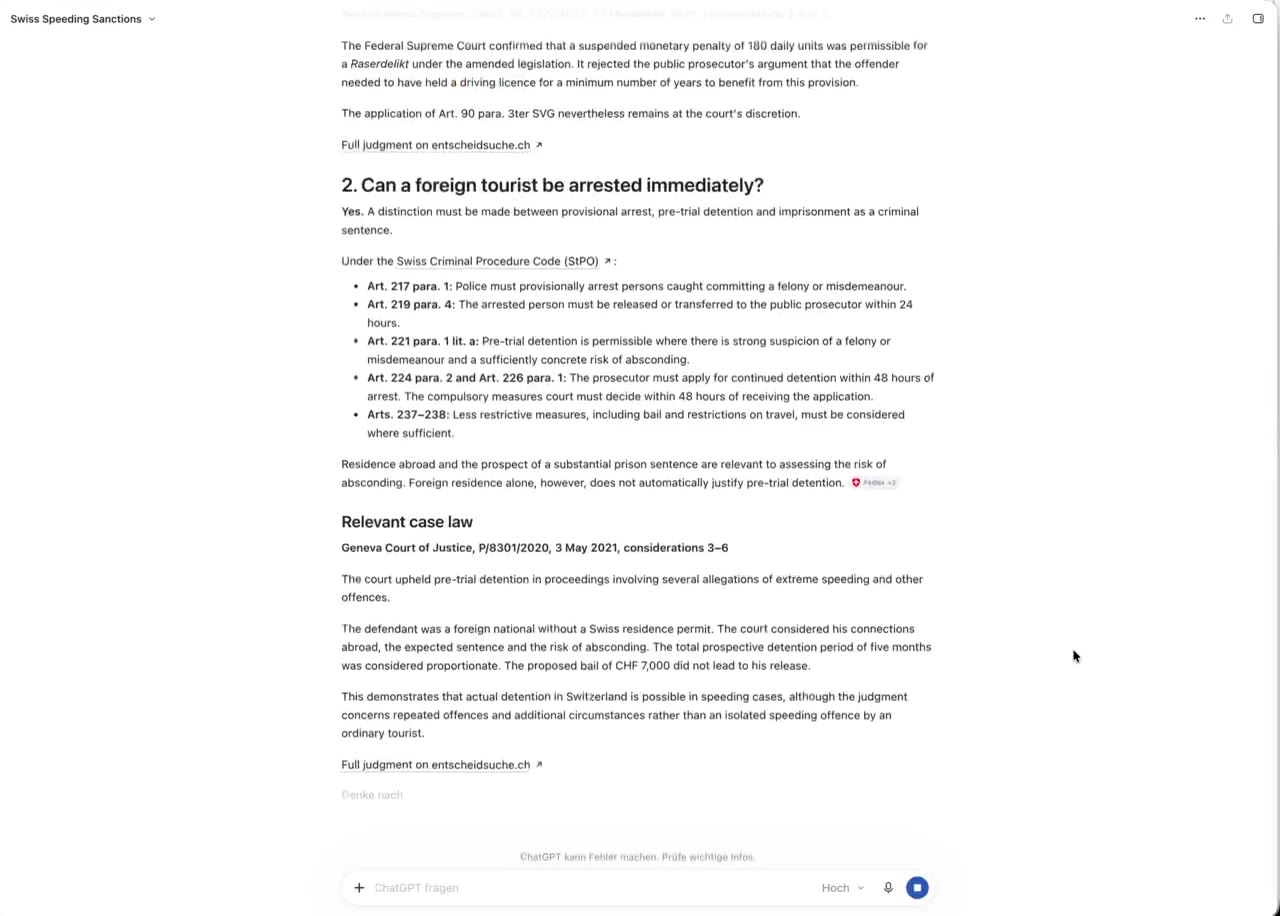 Swiss Speeding Sanctions
The Federal Supreme Court confirmed that a suspended monetary penalty of 180 daily units was permissible for
a Raserdelikt under the amended legislation. It rejected the public prosecutor's argument that the offender
needed to have held a driving licence for a minimum number of years to benefit from this provision.
The application of Art. 90 para. 3ter SVG nevertheless remains at the court's discretion.
Full judgment on entscheidsuche.ch ↗
2. Can a foreign tourist be arrested immediately?
Yes. A distinction must be made between provisional arrest, pre-trial detention and imprisonment as a criminal
sentence.
Under the Swiss Criminal Procedure Code (StPO) ↗ :
• Art. 217 para. 1: Police must provisionally arrest persons caught committing a felony or misdemeanour.
• Art. 219 para. 4: The arrested person must be released or transferred to the public prosecutor within 24
hours.
• Art. 221 para. 1 lit. a: Pre-trial detention is permissible where there is strong suspicion of a felony or
misdemeanour and a sufficiently concrete risk of absconding.
• Art. 224 para. 2 and Art. 226 para. 1: The prosecutor must apply for continued detention within 48 hours of
arrest. The compulsory measures court must decide within 48 hours of receiving the application.
• Arts. 237–238: Less restrictive measures, including bail and restrictions on travel, must be considered
where sufficient.
Residence abroad and the prospect of a substantial prison sentence are relevant to assessing the risk of
absconding. Foreign residence alone, however, does not automatically justify pre-trial detention. Fedlex +3
Relevant case law
Geneva Court of Justice, P/8301/2020, 3 May 2021, considerations 3–6
The court upheld pre-trial detention in proceedings involving several allegations of extreme speeding and other
offences.
The defendant was a foreign national without a Swiss residence permit. The court considered his connections
abroad, the expected sentence and the risk of absconding. The total prospective detention period of five months
was considered proportionate. The proposed bail of CHF 7,000 did not lead to his release.
This demonstrates that actual detention in Switzerland is possible in speeding cases, although the judgment
concerns repeated offences and additional circumstances rather than an isolated speeding offence by an
ordinary tourist.
Full judgment on entscheidsuche.ch ↗
Denke nach
ChatGPT kann Fehler machen. Prüfe wichtige Infos.
ChatGPT fragen
Hoch